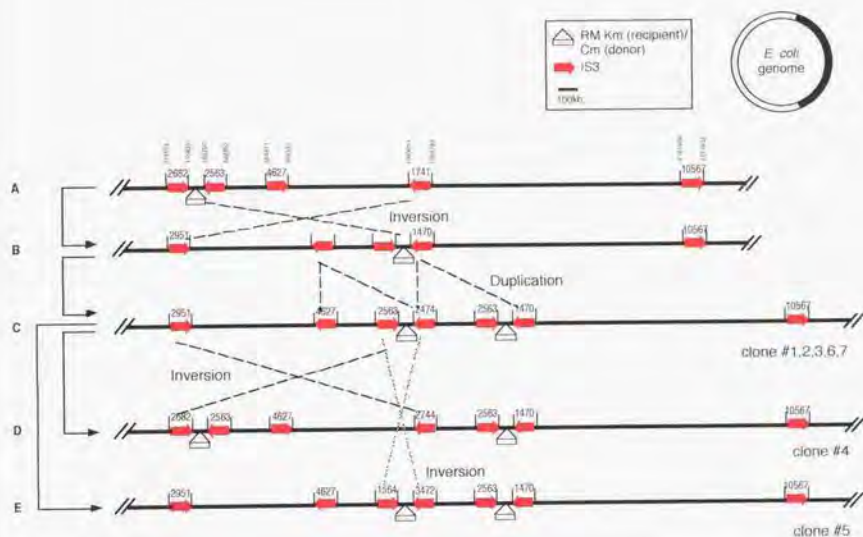 RM Km (recipient)/
Cm (donor)
IS3
100kb
E. coli
genome
A
2682 2563 4627 1741 10567
Inversion
B
2951 1470 10567
Duplication
C
2951 4627 2563 2474 2563 1470 10567
clone #1,2,3,6,7
Inversion
D
2682 2563 4627 2744 2563 1470 10567
clone #4
Inversion
E
2951 4627 1564 3472 2563 1470 10567
clone #5